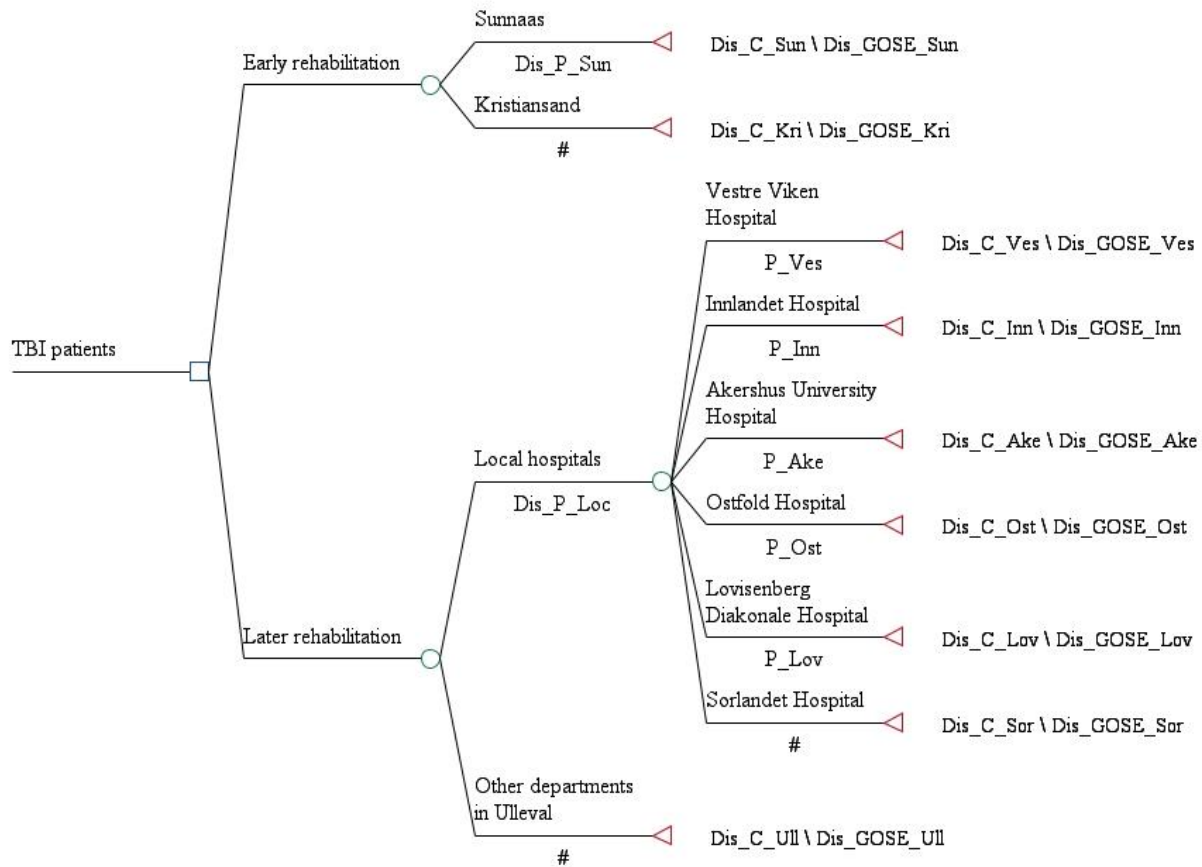 Sunnaas
Dis_P_Sun
Dis_C_Sun \ Dis_GOSE_Sun
Early rehabilitation
Kristiansand
#
Dis_C_Kri \ Dis_GOSE_Kri
Vestre Viken
Hospital
P_Ves
Dis_C_Ves \ Dis_GOSE_Ves
Innlandet Hospital
P_Inn
Dis_C_Inn \ Dis_GOSE_Inn
TBI patients
Akershus University
Hospital
P_Ake
Dis_C_Ake \ Dis_GOSE_Ake
Local hospitals
Dis_P_Loc
Ostfold Hospital
P_Ost
Dis_C_Ost \ Dis_GOSE_Ost
Lovisenberg
Diakonale Hospital
P_Lov
Dis_C_Lov \ Dis_GOSE_Lov
Later rehabilitation
Sorlandet Hospital
#
Dis_C_Sor \ Dis_GOSE_Sor
Other departments
in Ulleval
#
Dis_C_Ull \ Dis_GOSE_Ull